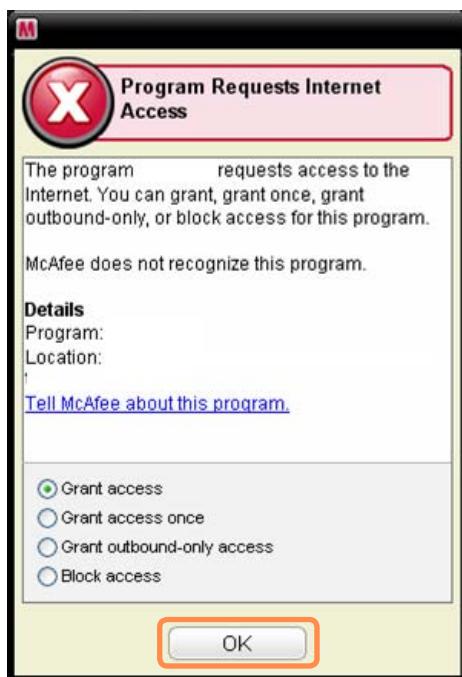 M
Program Requests Internet
Access
The program requests access to the
Internet. You can grant, grant once, grant
outbound-only, or block access for this program.
McAfee does not recognize this program.
Details
Program:
Location:
Tell McAfee about this program.
Grant access
Grant access once
Grant outbound-only access
Block access
OK